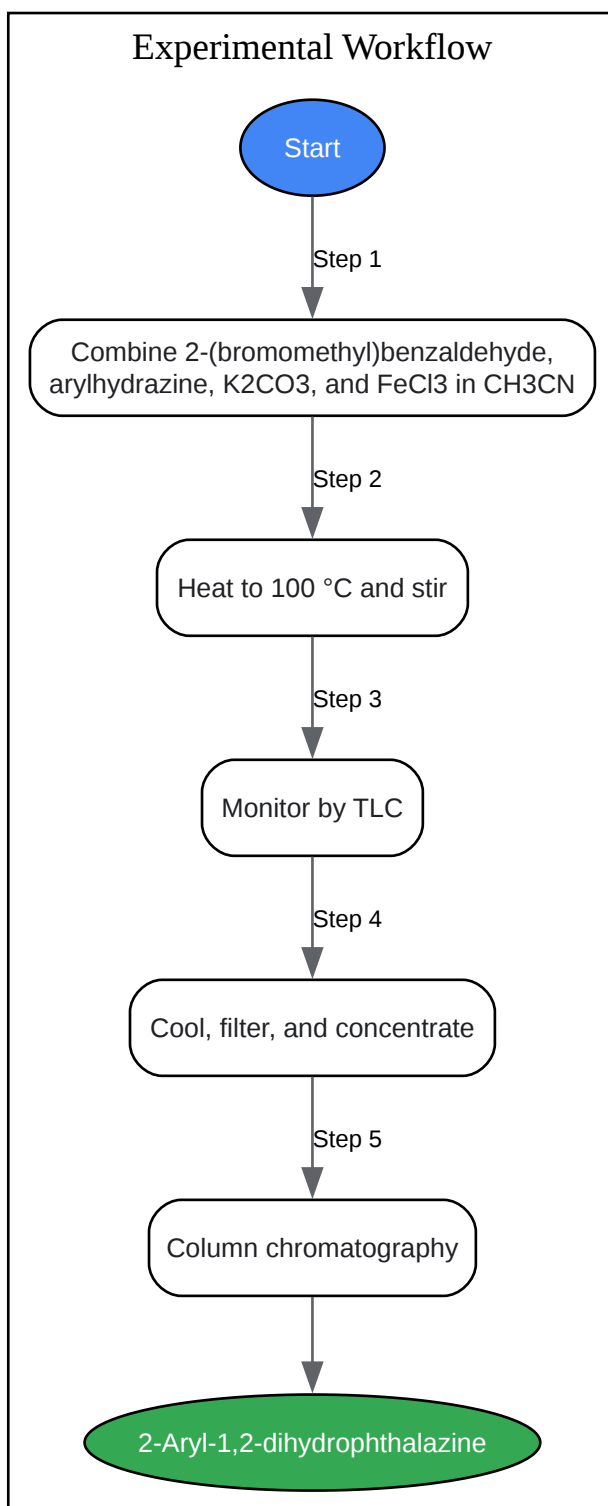 Experimental Workflow
Start
Step 1
Combine 2-(bromomethyl)benzaldehyde,
arylhydrazine, K2CO3, and FeCl3 in CH3CN
Step 2
Heat to 100 °C and stir
Step 3
Monitor by TLC
Step 4
Cool, filter, and concentrate
Step 5
Column chromatography
2-Aryl-1,2-dihydrophthalazine